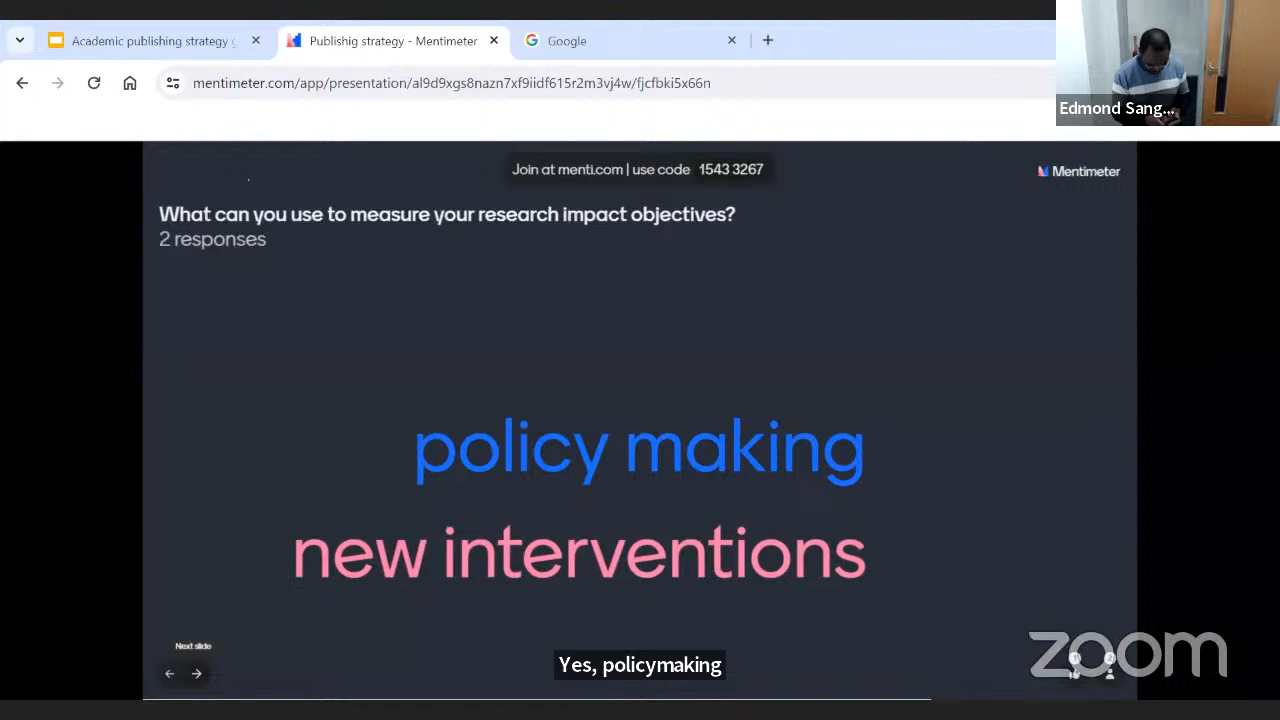 Academic publishing strategy g
Publishig strategy - Mentimeter
Google
mentimeter.com/app/presentation/al9d9xgs8nazn7xf9iidf615r2m3vj4w/fjcfbki5x66n
Edmond Sang...
Join at menti.com | use code 1543 3267
Mentimeter
What can you use to measure your research impact objectives?
2 responses
policy making
new interventions
Next slide
Yes, policymaking
zoom
1
2